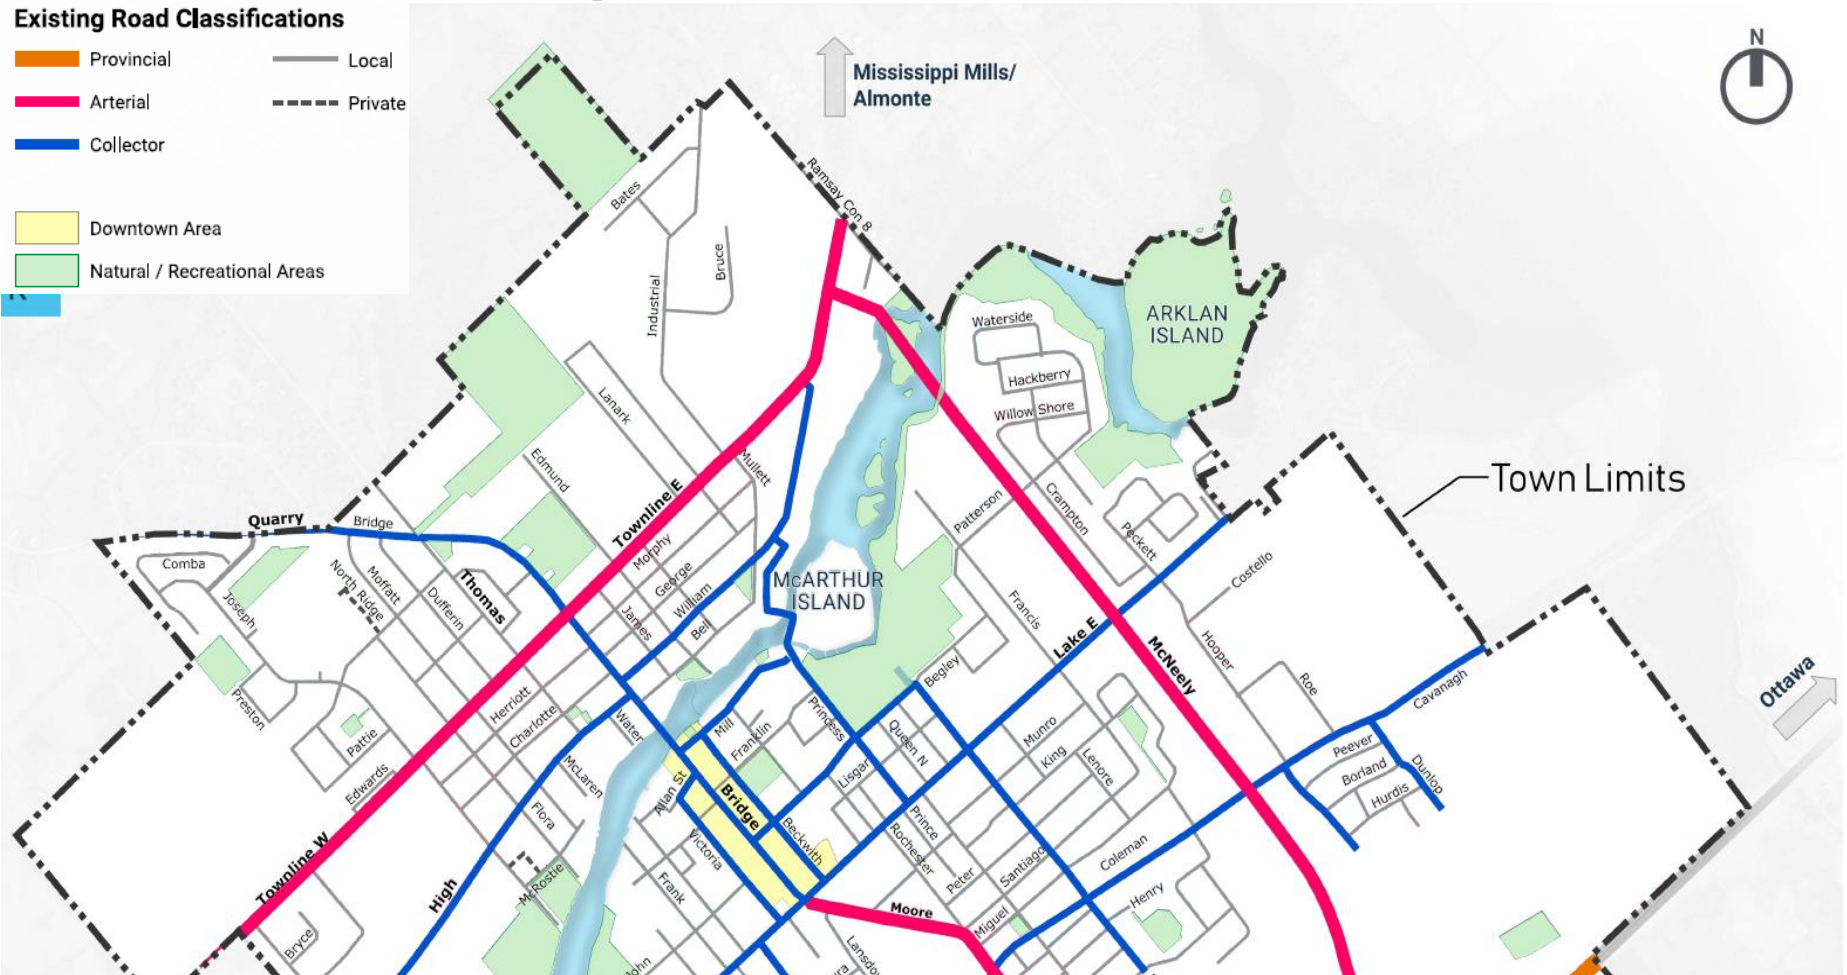 Existing Road Classifications
Provincial
Local
Arterial
Private
Collector
Downtown Area
Natural / Recreational Areas
N
Mississippi Mills/
Almonte
Ramsay Con 8
Bates
Bruce
Industrial
ARKLAN
ISLAND
Waterside
Hackberry
Willow Shore
Lanark
Edmund
Mullett
Town Limits
Townline E
Quarry
Bridge
Patterson
Crampton
Peckett
Morphy
George
William
James
Bell
McARTHUR
ISLAND
Comba
Joseph
North Ridge
Moffatt
Dufferin
Thomas
Francis
Costello
Lake E
Hooper
McNeely
Roe
Cavanagh
Ottawa
Begley
Preston
Pattie
Edwards
Herriott
Charlotte
Water
McLaren
Mill
Franklin
Princess
Queen N
Lisgar
Munro
King
Lenore
Peever
Borland
Hurdis
Dunlop
Allan St
Bridge
Beckwith
Victoria
Prince
Rochester
Peter
Santiago
Coleman
Henry
Miguel
Moore
Flora
Townline W
High
McRostie
Frank
Bryce